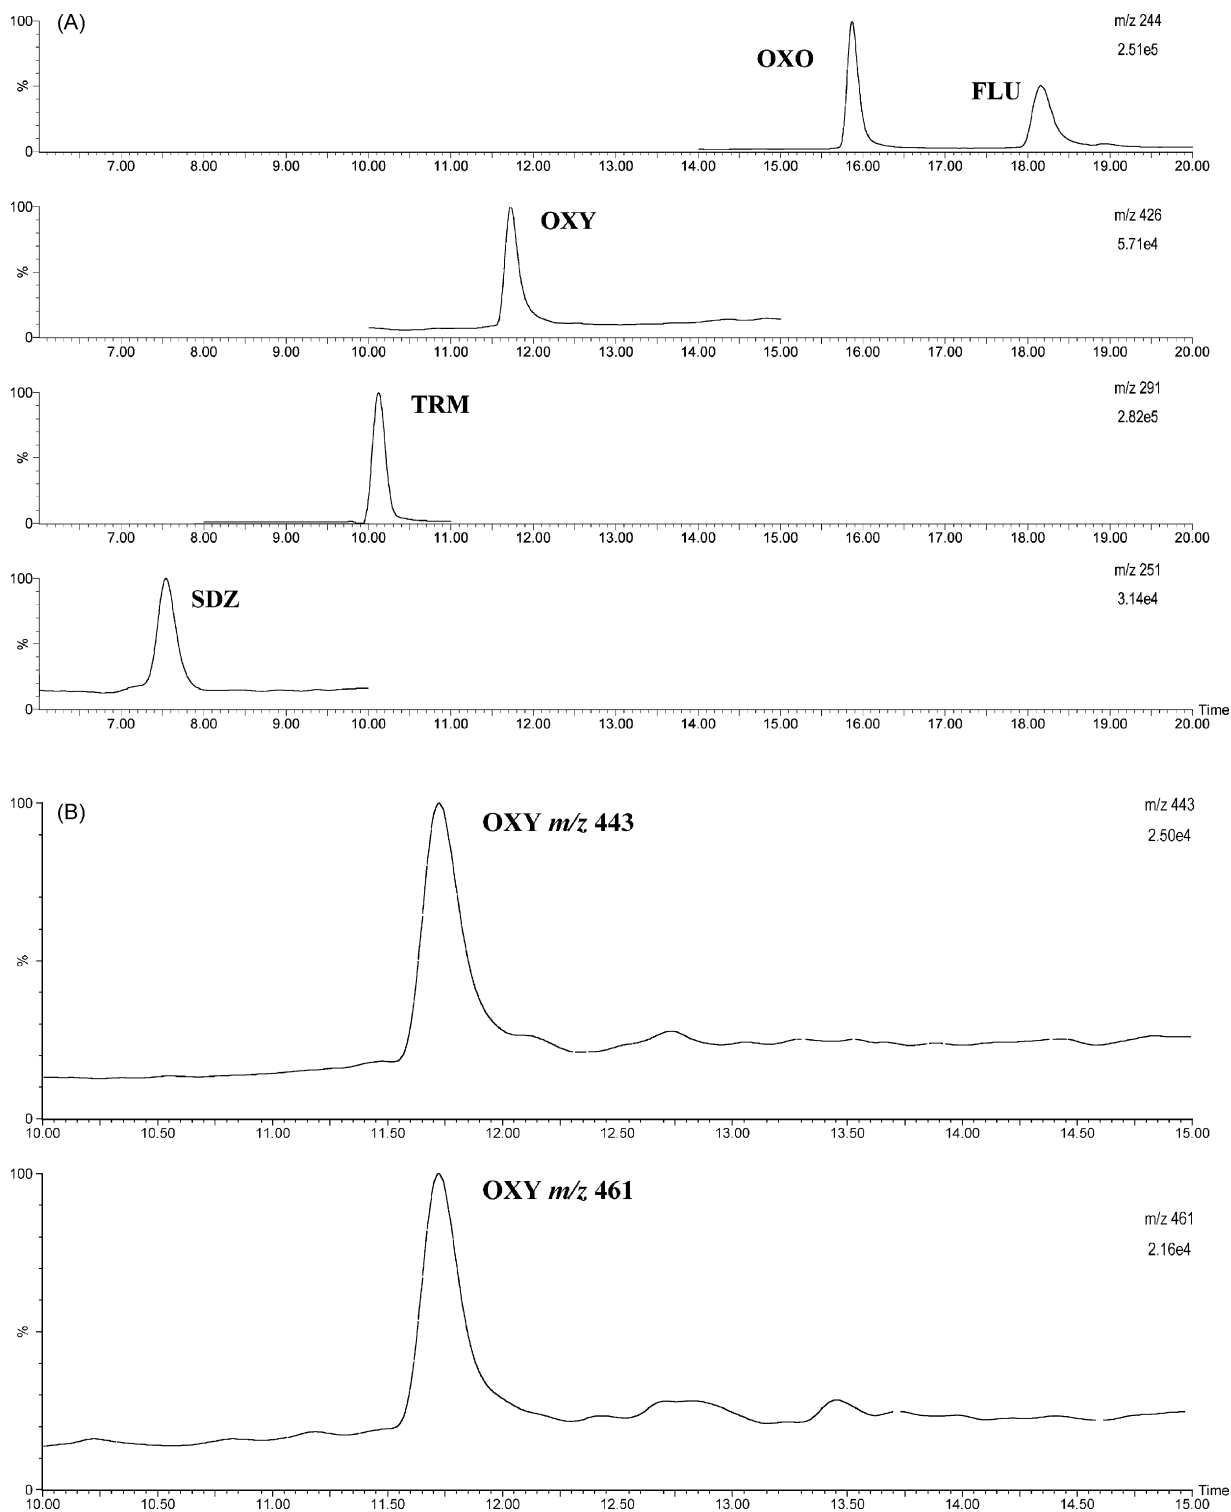 (A)
m/z 244
2.51e5
OXO
FLU
100
%
0
7.00 8.00 9.00 10.00 11.00 12.00 13.00 14.00 15.00 16.00 17.00 18.00 19.00 20.00
m/z 426
5.71e4
OXY
100
%
0
7.00 8.00 9.00 10.00 11.00 12.00 13.00 14.00 15.00 16.00 17.00 18.00 19.00 20.00
m/z 291
2.82e5
TRM
100
%
0
7.00 8.00 9.00 10.00 11.00 12.00 13.00 14.00 15.00 16.00 17.00 18.00 19.00 20.00
m/z 251
3.14e4
SDZ
100
%
0
7.00 8.00 9.00 10.00 11.00 12.00 13.00 14.00 15.00 16.00 17.00 18.00 19.00 20.00 Time
(B)
m/z 443
2.50e4
OXY m/z 443
100
%
0
10.00 10.50 11.00 11.50 12.00 12.50 13.00 13.50 14.00 14.50 15.00
OXY m/z 461
m/z 461
2.16e4
100
%
0
10.00 10.50 11.00 11.50 12.00 12.50 13.00 13.50 14.00 14.50 15.00 Time